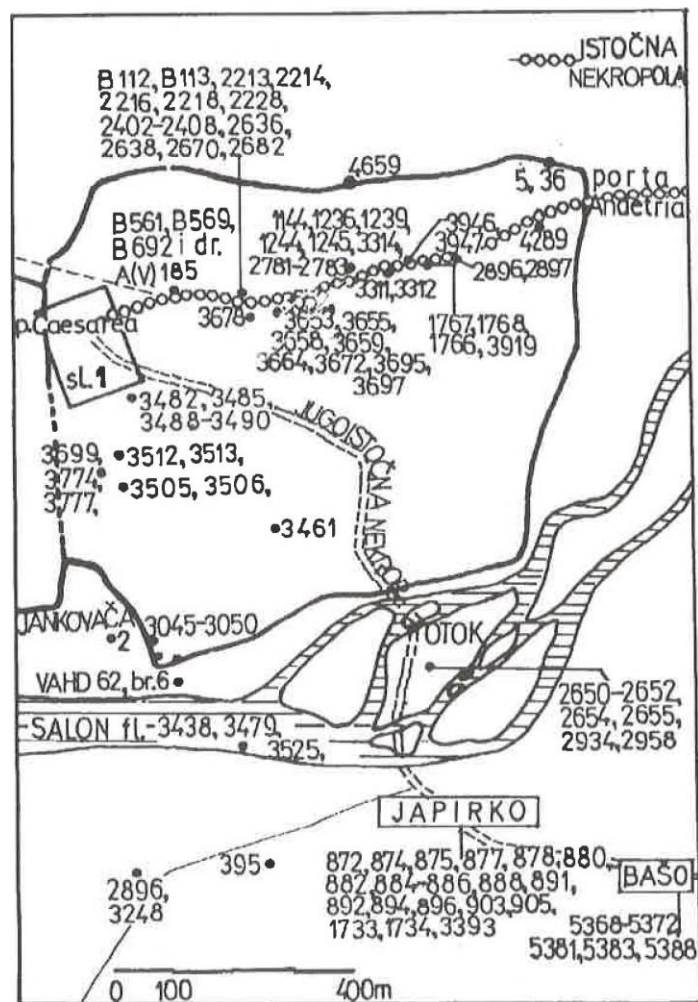 ISTOČNA
NEKROPOLA
B 112, B 113, 2213, 2214,
2216, 2218, 2228,
2402-2408, 2636,
2638, 2670, 2682
4659
5, 36
porta
Andetria
B 561, B 569,
B 692 i dr.
A(V) 185
1144, 1236, 1239,
1244, 1245, 3314,
2781-2783
3946
3947
4289
2896, 2897
3311, 3312
p. Caesarea
3678
3653, 3655,
3658, 3659,
3664, 3672, 3695,
3697
1767, 1768,
1766, 3919
sl. 1
3482, 3485,
3488-3490
JUGOISTOČNA NEKROP.
3699,
3774,
3777,
3512, 3513,
3505, 3506,
3461
JANKOVAČA
2
3045-3050
OTOK
VAHD 62, br. 6
2650-2652,
2654, 2655,
2934, 2958
SALON fl. 3438, 3479,
3525,
JAPIRKO
395
2896,
3248
872, 874, 875, 877, 878, 880,
882, 884-886, 888, 891,
892, 894, 896, 903, 905,
1733, 1734, 3393
BAŠO
5368-5372,
5381, 5383, 5388
0 100 400m